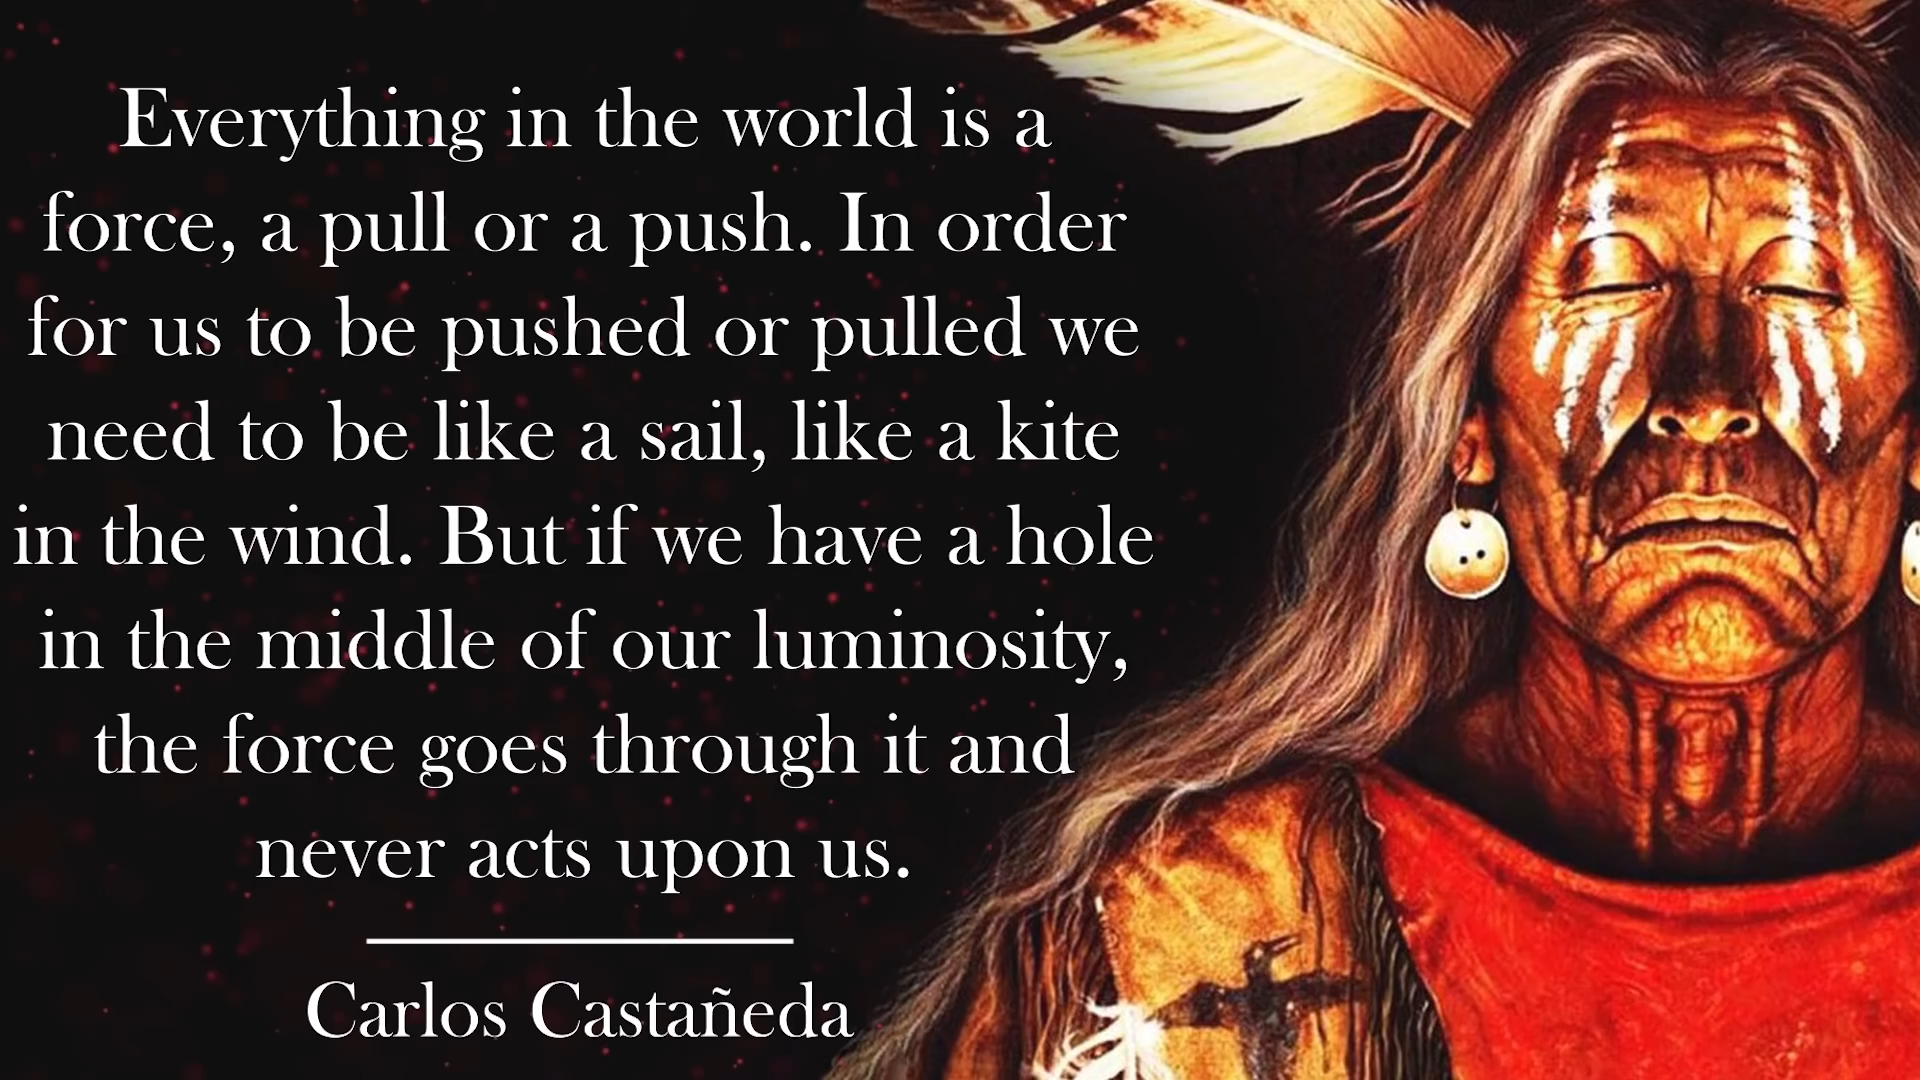 Everything in the world is a
force, a pull or a push. In order
for us to be pushed or pulled we
need to be like a sail, like a kite
in the wind. But if we have a hole
in the middle of our luminosity,
the force goes through it and
never acts upon us.
Carlos Castañeda